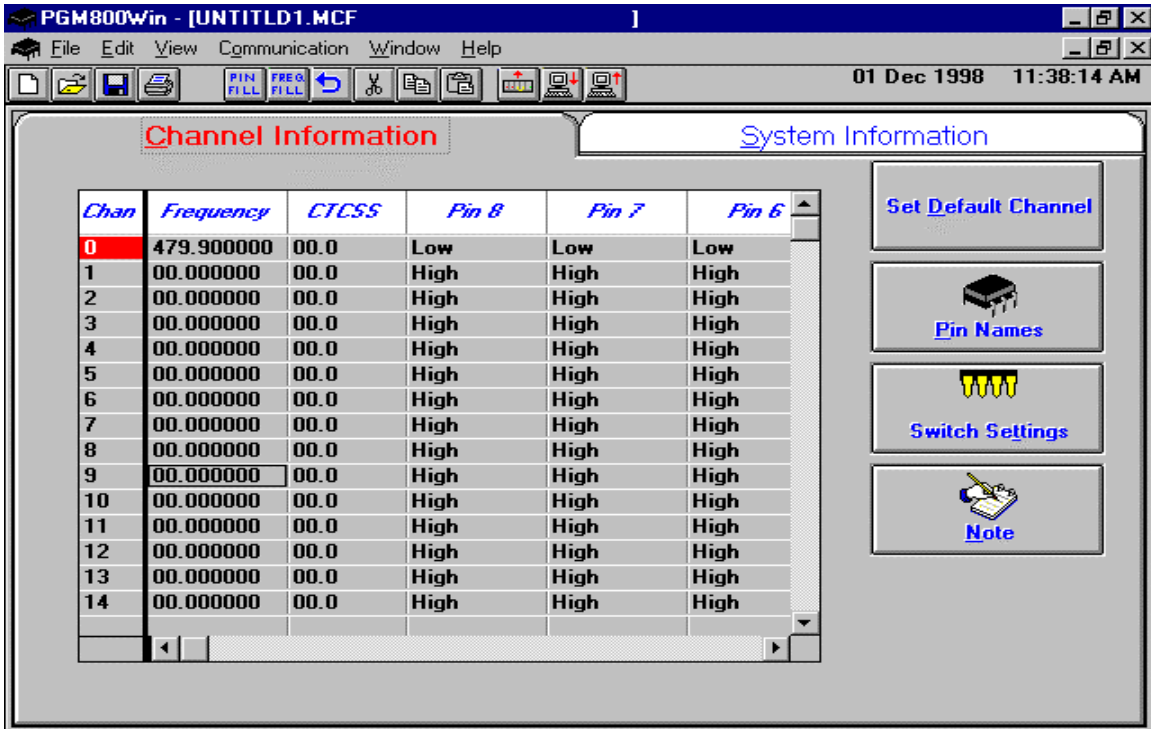 PGM800Win - [UNTITLD1.MCF ]
File Edit View Communication Window Help
PIN FILL FREQ. FILL 01 Dec 1998 11:38:14 AM
Channel Information System Information
Chan Frequency CTCSS Pin 8 Pin 7 Pin 6
0 479.900000 00.0 Low Low Low
1 00.000000 00.0 High High High
2 00.000000 00.0 High High High
3 00.000000 00.0 High High High
4 00.000000 00.0 High High High
5 00.000000 00.0 High High High
6 00.000000 00.0 High High High
7 00.000000 00.0 High High High
8 00.000000 00.0 High High High
9 00.000000 00.0 High High High
10 00.000000 00.0 High High High
11 00.000000 00.0 High High High
12 00.000000 00.0 High High High
13 00.000000 00.0 High High High
14 00.000000 00.0 High High High
Set Default Channel
Pin Names
Switch Settings
Note